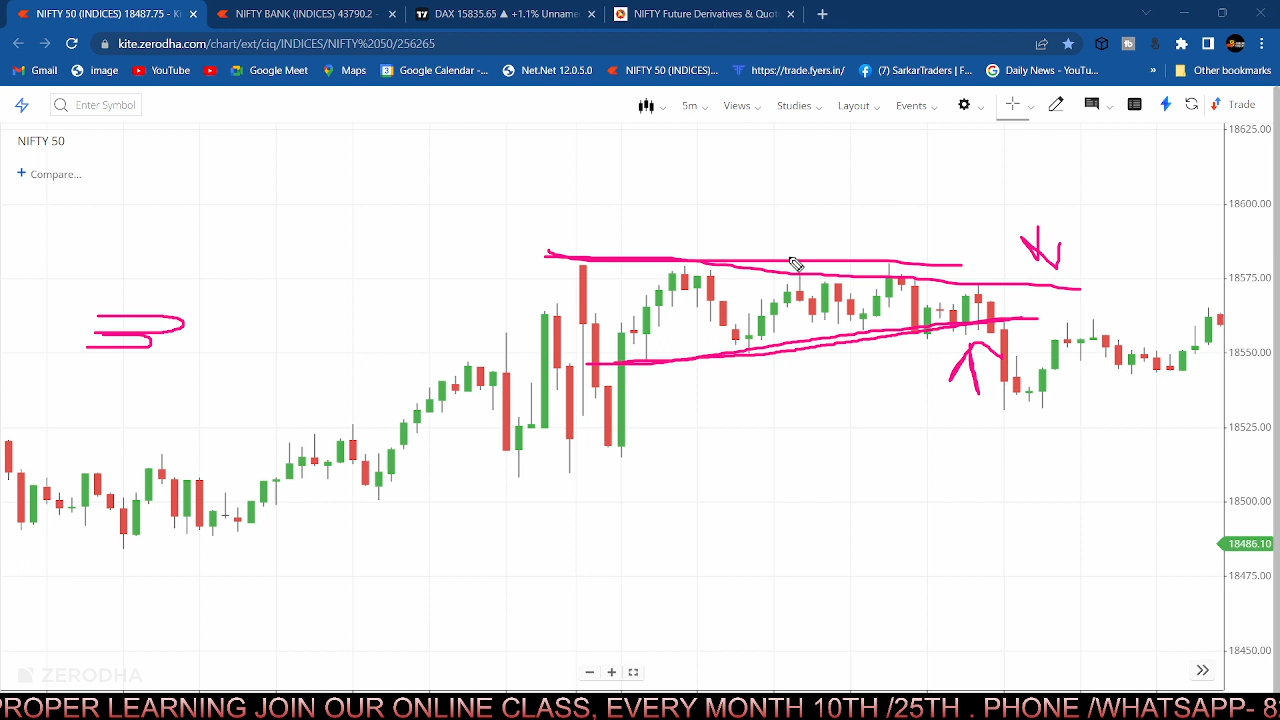 NIFTY 50 (INDICES) 18487.75 - Ki
NIFTY BANK (INDICES) 43790.2 -
DAX 15835.65 ▲ +1.1% Unname
NIFTY Future Derivatives & Quot
kite.zerodha.com/chart/ext/ciq/INDICES/NIFTY%2050/256265
Gmail
image
YouTube
Google Meet
Maps
Google Calendar -...
Net.Net 12.0.5.0
NIFTY 50 (INDICES)...
https://trade.fyers.in/
(7) SarkarTraders | F...
Daily News - YouTu...
»
Other bookmarks
Enter Symbol
5m
Views
Studies
Layout
Events
Trade
NIFTY 50
+ Compare...
18625.00
18600.00
18575.00
18550.00
18525.00
18500.00
18486.10
18475.00
18450.00
ZERODHA
PROPER LEARNING JOIN OUR ONLINE CLASS, EVERY MONTH 10TH /25TH . PHONE /WHATSAPP- 8